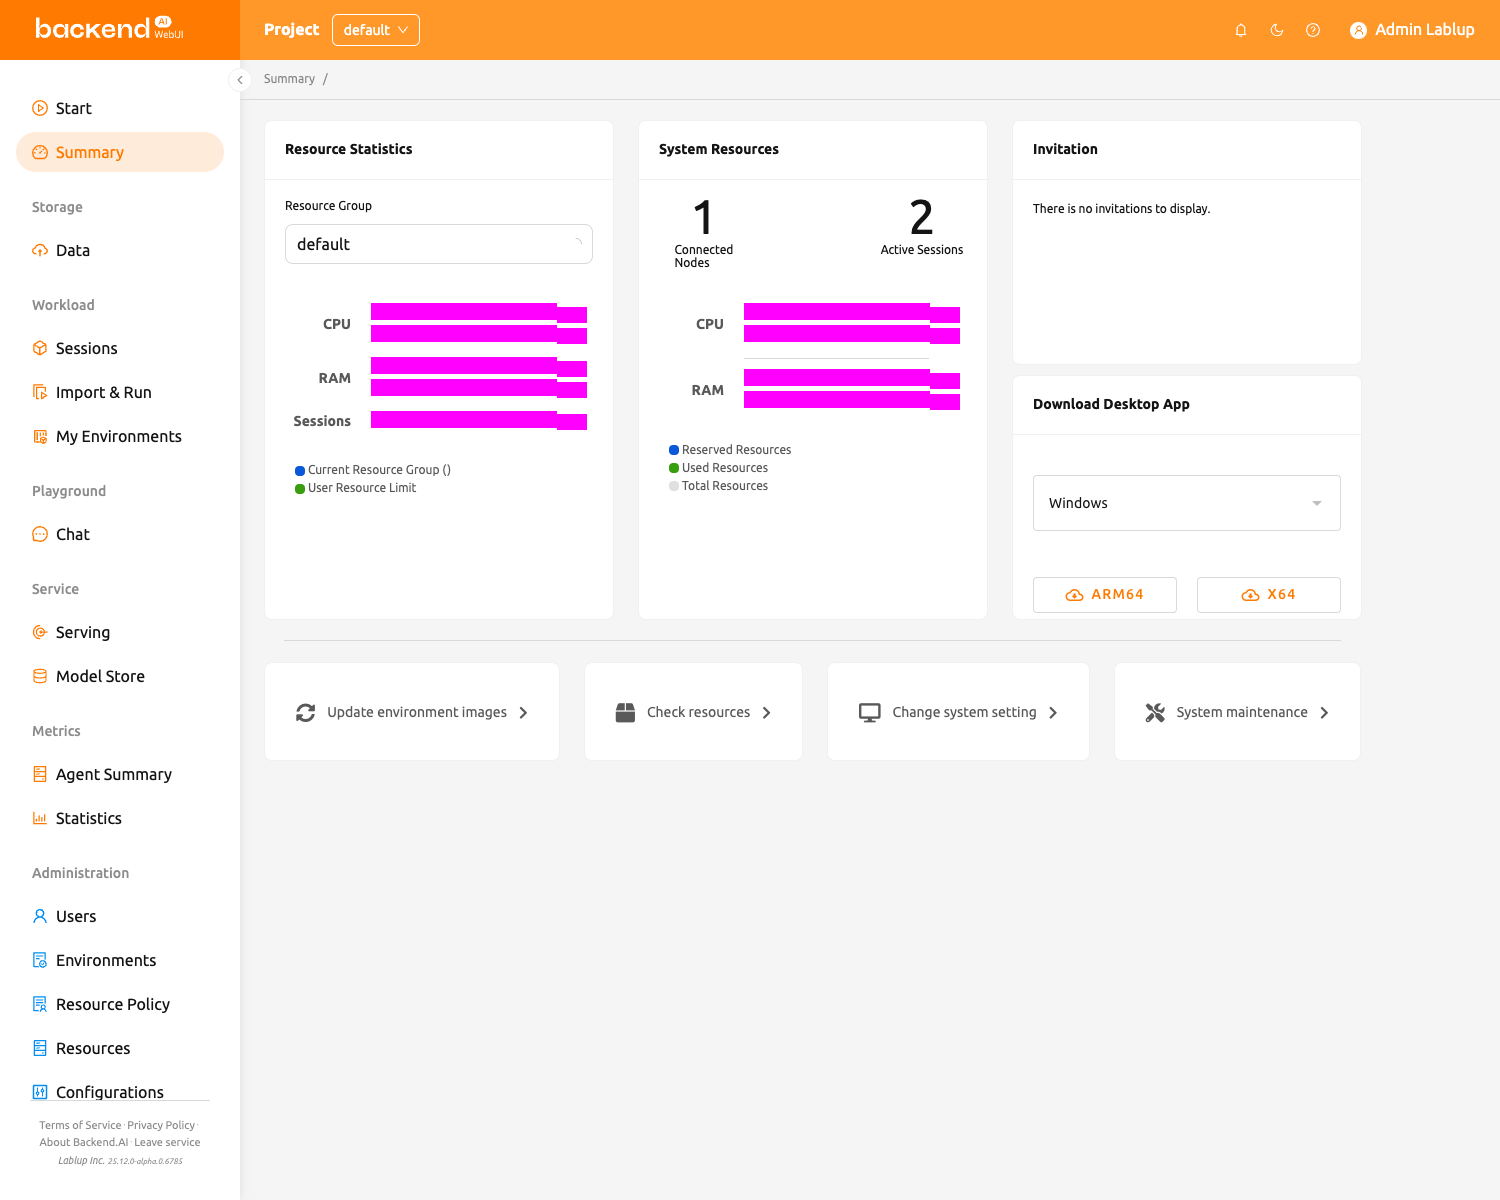 backend AI WebUI
Project default
Admin Lablup
Summary /
Start
Summary
Storage
Data
Workload
Sessions
Import & Run
My Environments
Playground
Chat
Service
Serving
Model Store
Metrics
Agent Summary
Statistics
Administration
Users
Environments
Resource Policy
Resources
Configurations
Terms of Service · Privacy Policy ·
About Backend.AI · Leave service
Lablup Inc. 25.12.0-alpha.0.6785
Resource Statistics
Resource Group
default
CPU
RAM
Sessions
Current Resource Group ()
User Resource Limit
System Resources
1
Connected
Nodes
2
Active Sessions
CPU
RAM
Reserved Resources
Used Resources
Total Resources
Invitation
There is no invitations to display.
Download Desktop App
Windows
ARM64
X64
Update environment images
Check resources
Change system setting
System maintenance